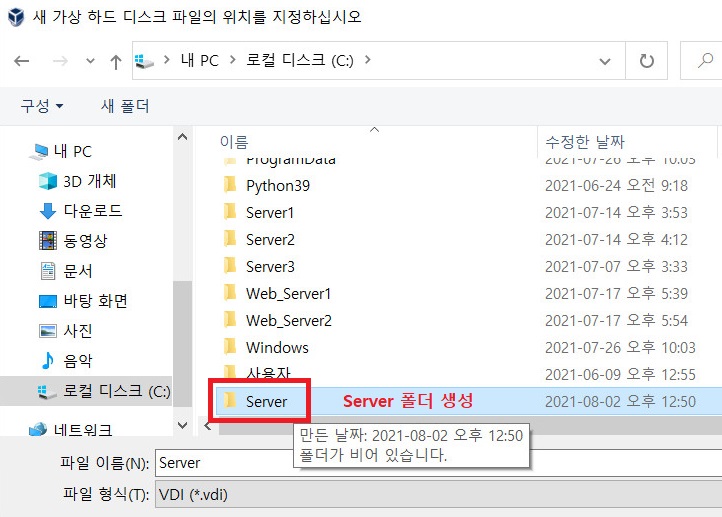 새 가상 하드 디스크 파일의 위치를 지정하십시오
내 PC > 로컬 디스크 (C:) >
구성 새 폴더
이름 수정한 날짜
내 PC
3D 개체
다운로드
동영상
문서
바탕 화면
사진
음악
로컬 디스크 (C:)
네트워크
ProgramData 2021-07-26 오후 10:03
Python39 2021-06-24 오전 9:18
Server1 2021-07-14 오후 3:53
Server2 2021-07-14 오후 4:12
Server3 2021-07-07 오후 3:33
Web_Server1 2021-07-17 오후 5:39
Web_Server2 2021-07-17 오후 5:54
Windows 2021-07-26 오후 10:03
사용자 2021-06-09 오후 12:55
Server Server 폴더 생성 2021-08-02 오후 12:50
만든 날짜: 2021-08-02 오후 12:50
폴더가 비어 있습니다.
파일 이름(N): Server
파일 형식(T): VDI (*.vdi)